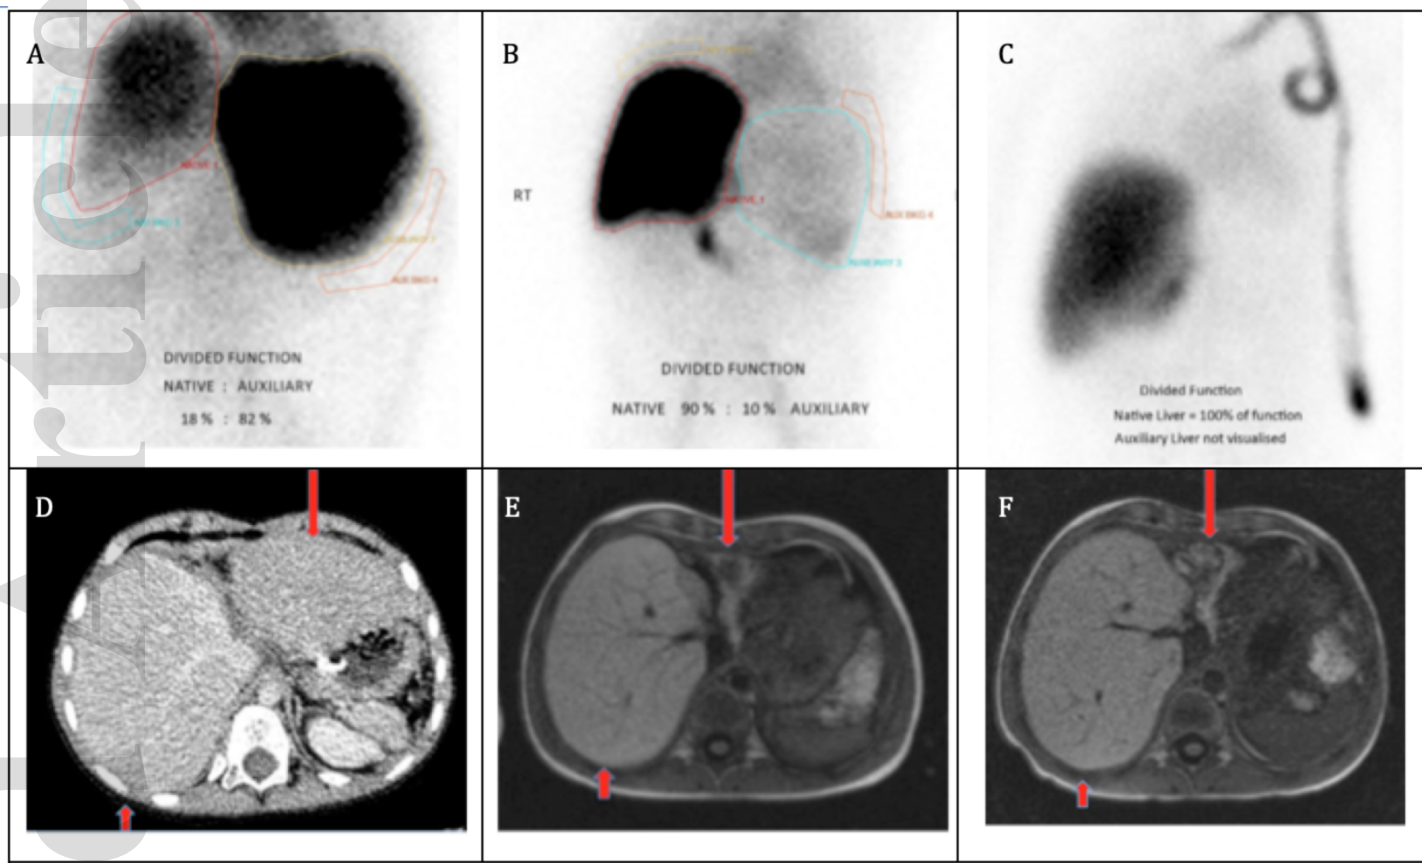 A
NATIVE
DIVIDED FUNCTION
NATIVE : AUXILIARY
18 % : 82 %
B
RT
DIVIDED FUNCTION
NATIVE 90 % : 10 % AUXILIARY
C
Divided Function
Native Liver = 100% of function
Auxiliary Liver not visualised
D
E
F